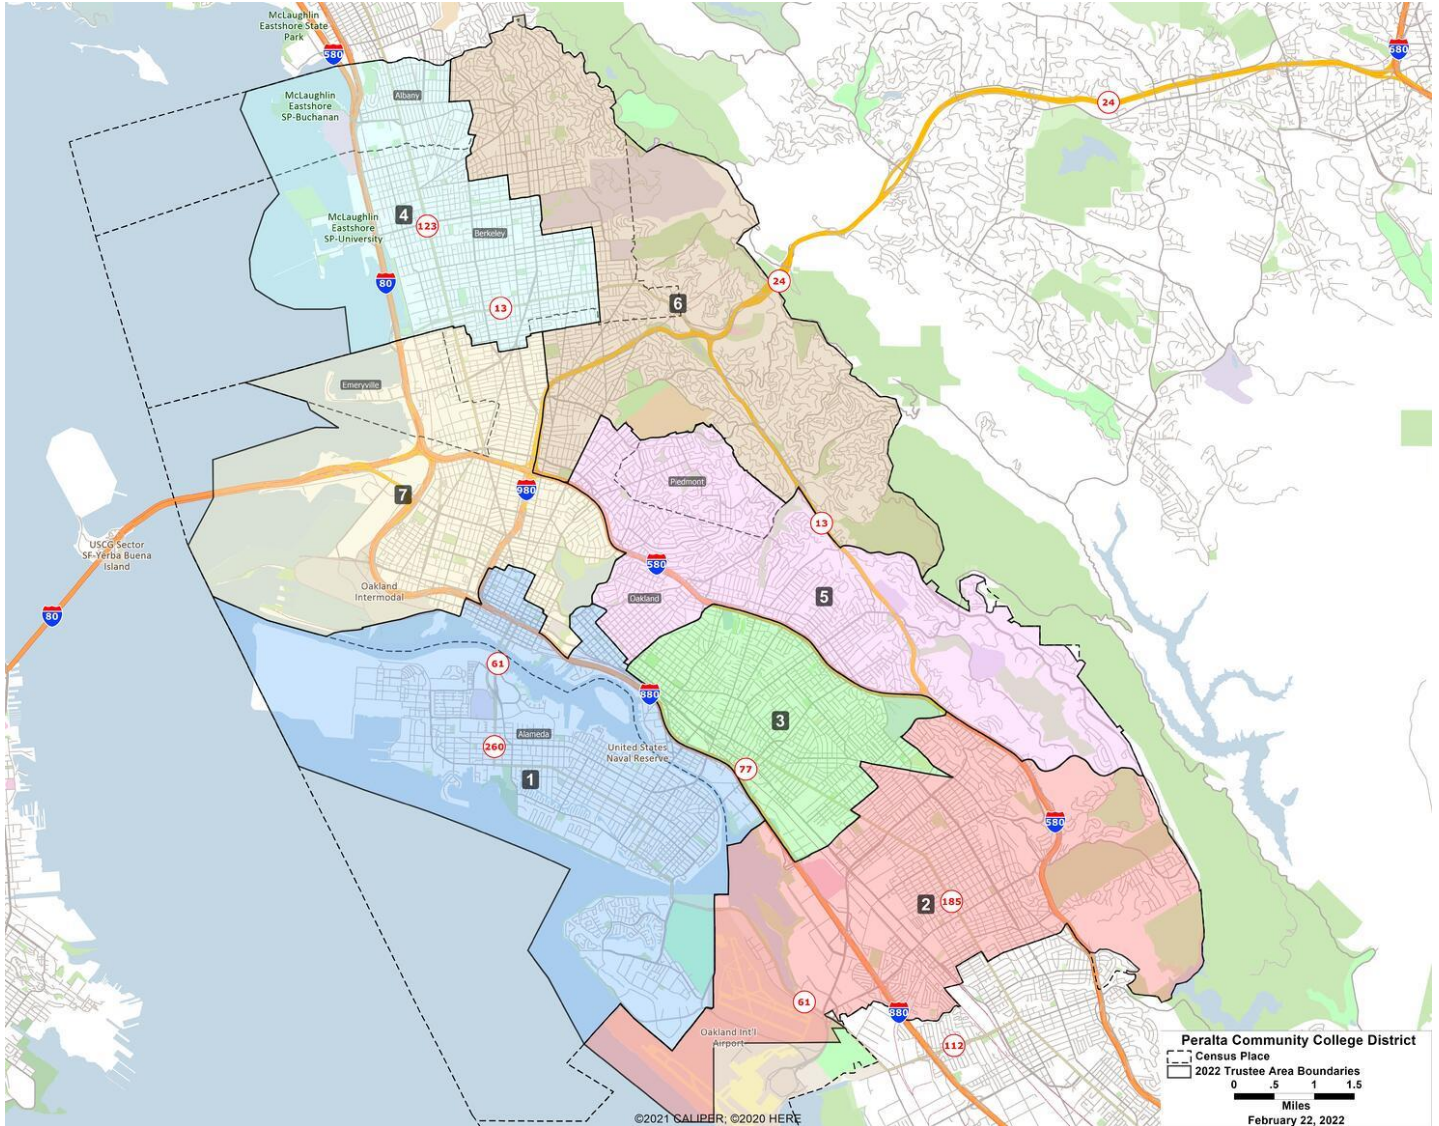 McLaughlin
Eastshore State
Park
580
680
McLaughlin
Eastshore
SP-Buchanan
Albany
24
4
McLaughlin
Eastshore
SP-University
123
Berkeley
80
24
13
6
Emeryville
7
980
Piedmont
13
USCG Sector
SF-Yerba Buena
Island
80
Oakland
Intermodal
580
Oakland
5
61
880
3
260
Alameda
1
United States
Naval Reserve
77
580
2
185
61
880
Oakland Int'l
Airport
112
Peralta Community College District
Census Place
2022 Trustee Area Boundaries
0 .5 1 1.5
Miles
February 22, 2022
©2021 CALIPER; ©2020 HERE